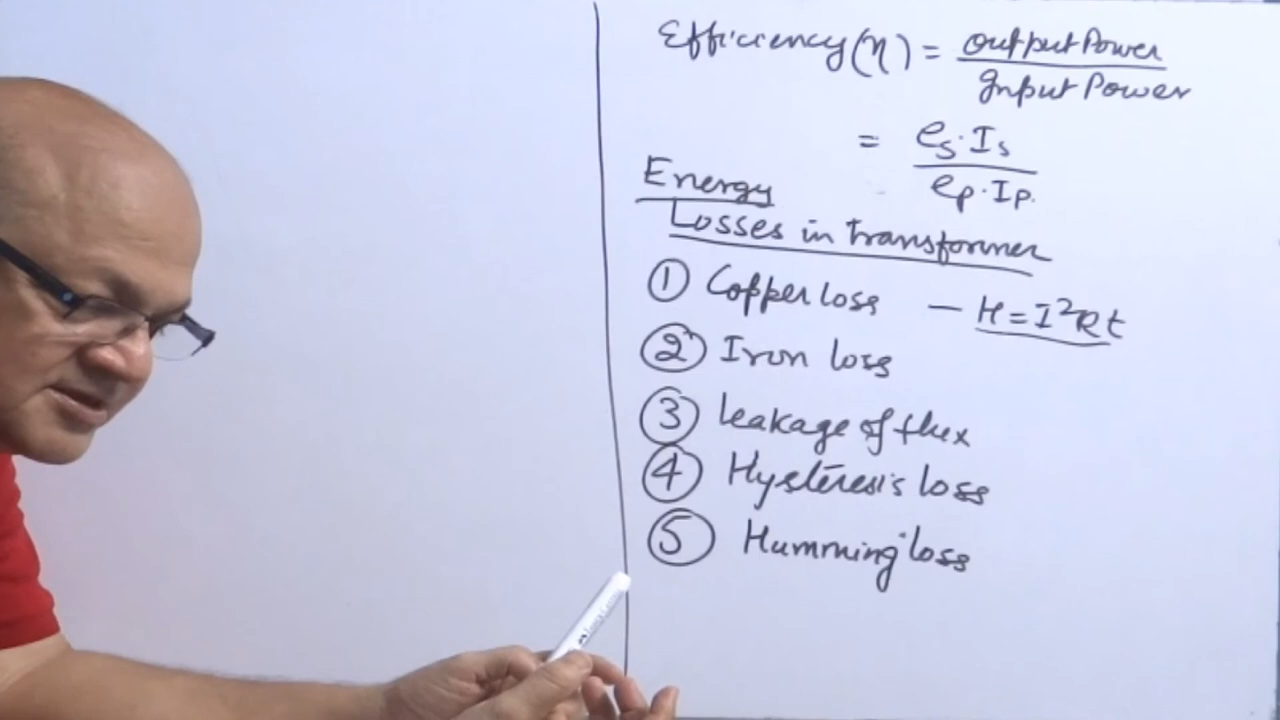 Efficiency (η) = Output Power / Input Power
= es · Is / ep · Ip.
Energy
Losses in transformer
① Copper loss — H = I²Rt
② Iron loss
③ leakage of flux
④ Hysteresis loss
⑤ Humming loss